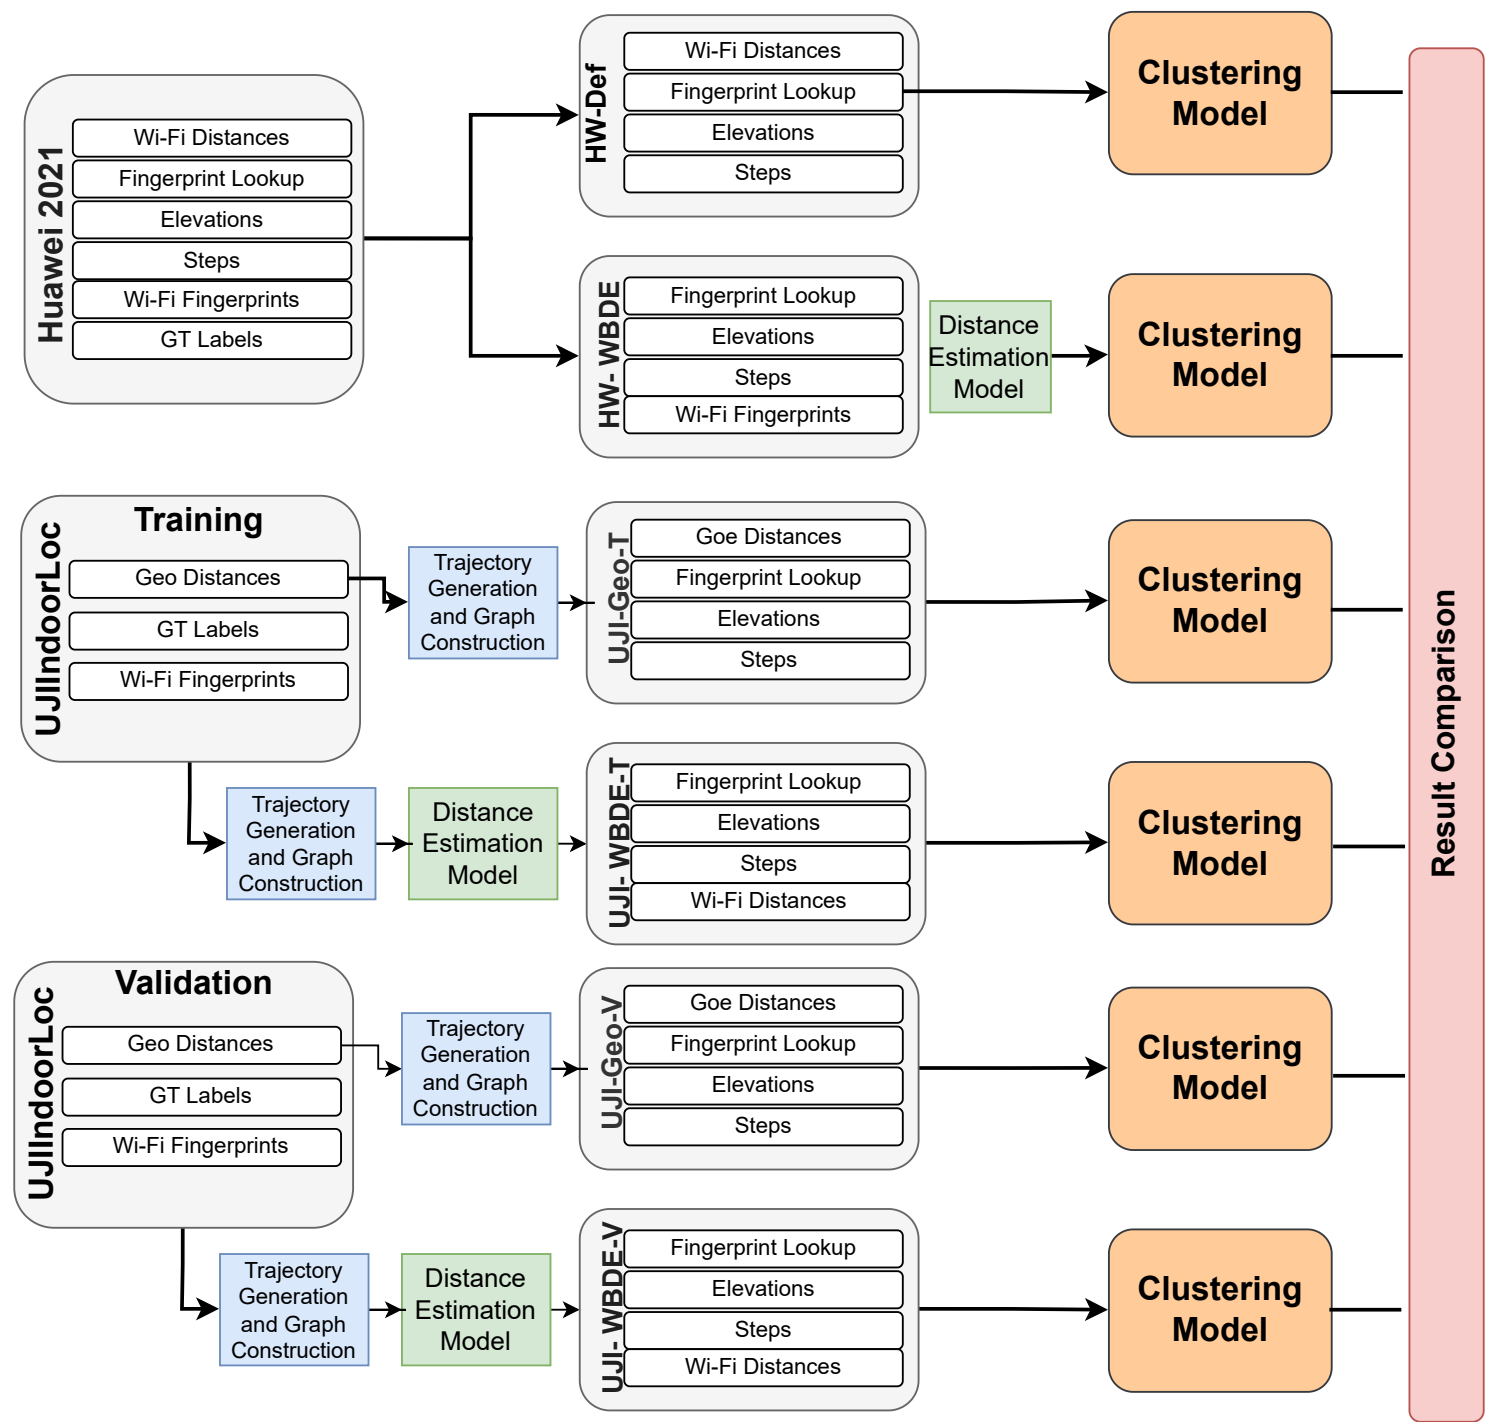 Huawei 2021
Wi-Fi Distances
Fingerprint Lookup
Elevations
Steps
Wi-Fi Fingerprints
GT Labels
HW-Def
Wi-Fi Distances
Fingerprint Lookup
Elevations
Steps
Clustering
Model
HW- WBDE
Fingerprint Lookup
Elevations
Steps
Wi-Fi Fingerprints
Distance
Estimation
Model
Clustering
Model
UJIIndoorLoc
Training
Geo Distances
GT Labels
Wi-Fi Fingerprints
Trajectory
Generation
and Graph
Construction
UJI-Geo-T
Goe Distances
Fingerprint Lookup
Elevations
Steps
Clustering
Model
Trajectory
Generation
and Graph
Construction
Distance
Estimation
Model
UJI- WBDE-T
Fingerprint Lookup
Elevations
Steps
Wi-Fi Distances
Clustering
Model
UJIIndoorLoc
Validation
Geo Distances
GT Labels
Wi-Fi Fingerprints
Trajectory
Generation
and Graph
Construction
UJI-Geo-V
Goe Distances
Fingerprint Lookup
Elevations
Steps
Clustering
Model
Trajectory
Generation
and Graph
Construction
Distance
Estimation
Model
UJI- WBDE-V
Fingerprint Lookup
Elevations
Steps
Wi-Fi Distances
Clustering
Model
Result Comparison